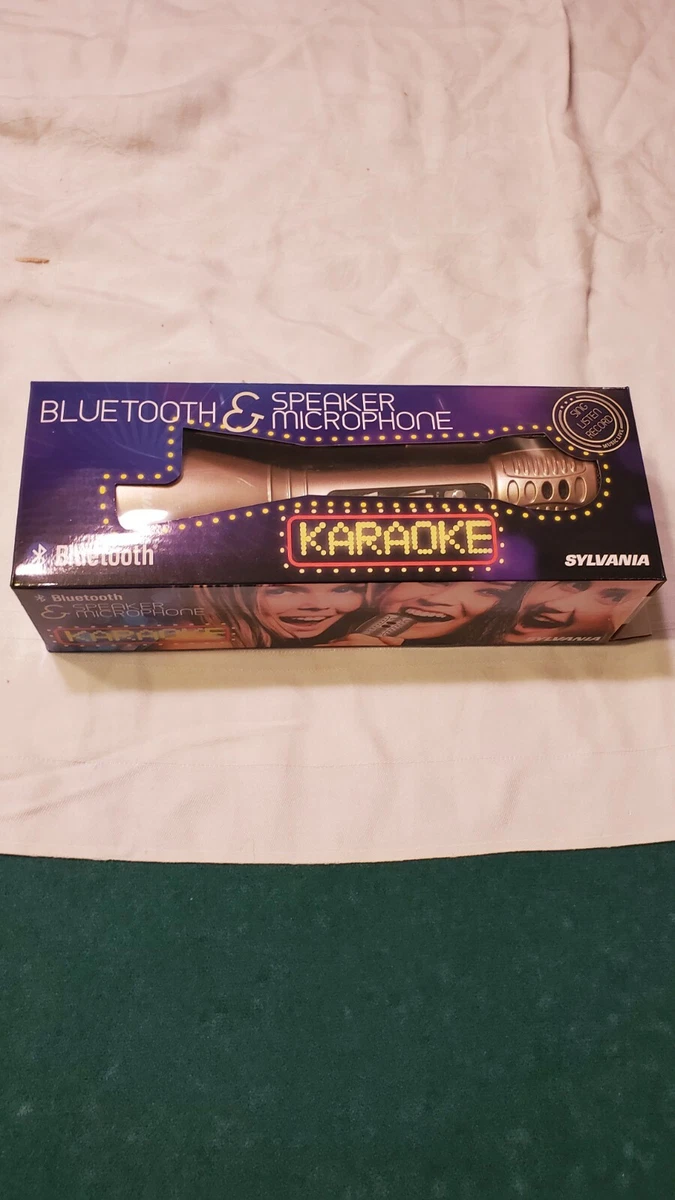 BLUETOOTH & SPEAKER
MICROPHONE
SING
LISTEN
RECORD
KARAOKE
Bluetooth
SYLVANIA
Bluetooth
& SPEAKER
MICROPHONE
KARAOKE
SYLVANIA